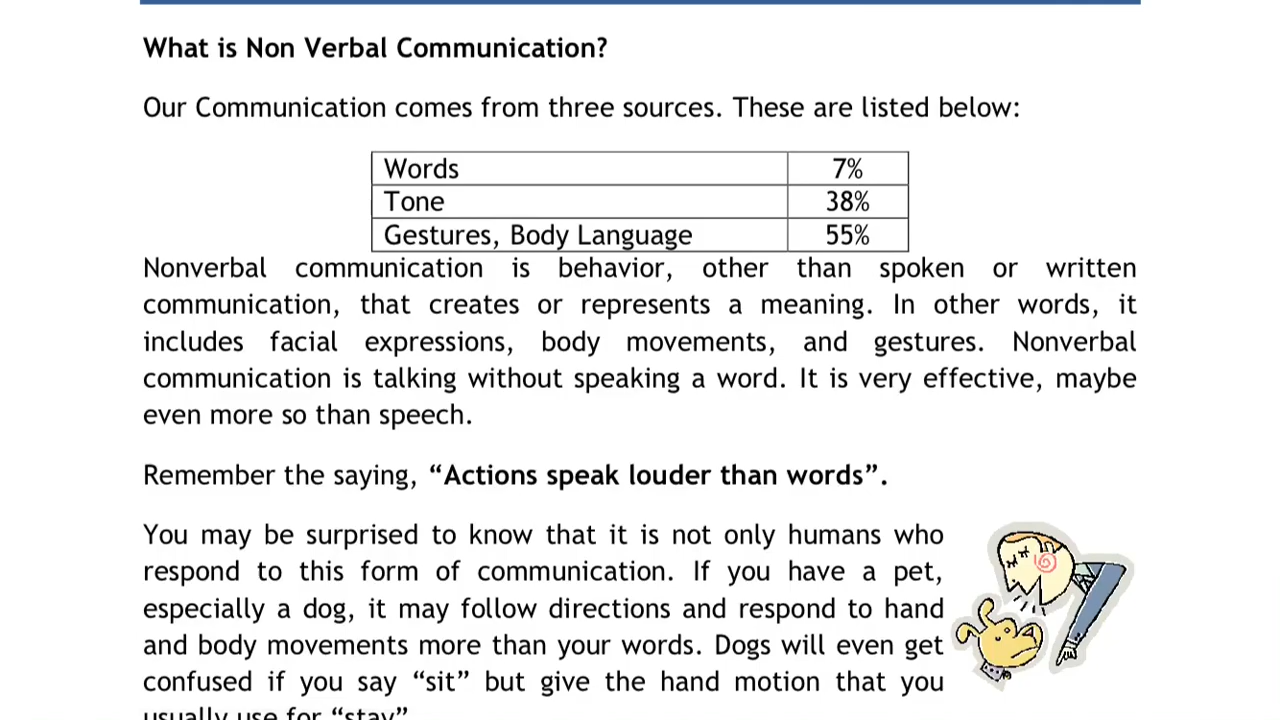 What is Non Verbal Communication?
Our Communication comes from three sources. These are listed below:
Words 7%
Tone 38%
Gestures, Body Language 55%
Nonverbal communication is behavior, other than spoken or written
communication, that creates or represents a meaning. In other words, it
includes facial expressions, body movements, and gestures. Nonverbal
communication is talking without speaking a word. It is very effective, maybe
even more so than speech.
Remember the saying, “Actions speak louder than words”.
You may be surprised to know that it is not only humans who
respond to this form of communication. If you have a pet,
especially a dog, it may follow directions and respond to hand
and body movements more than your words. Dogs will even get
confused if you say “sit” but give the hand motion that you
usually use for “stay”